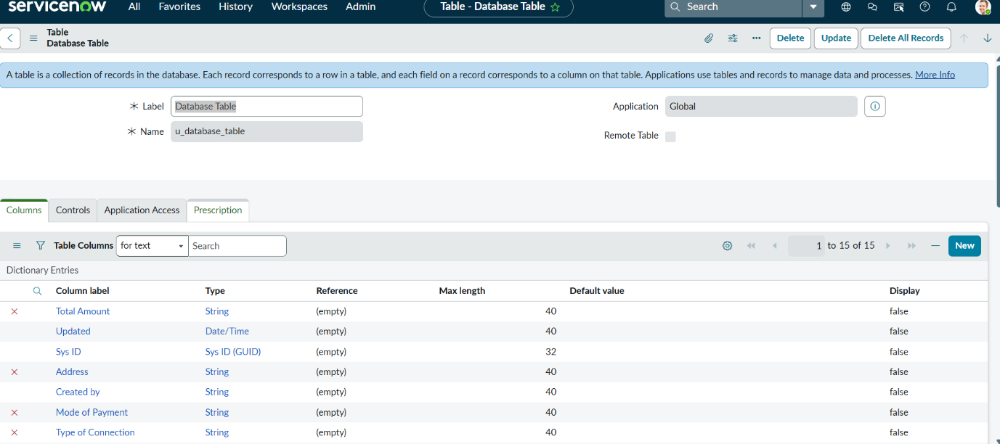 servicenow All Favorites History Workspaces Admin Table - Database Table Search
Table
Database Table
Delete Update Delete All Records
A table is a collection of records in the database. Each record corresponds to a row in a table, and each field on a record corresponds to a column on that table. Applications use tables and records to manage data and processes. More Info
Label Database Table Application Global
Name u_database_table
Remote Table
Columns Controls Application Access Prescription
Table Columns for text Search 1 to 15 of 15 New
Dictionary Entries
Column label Type Reference Max length Default value Display
Total Amount String (empty) 40 false
Updated Date/Time (empty) 40 false
Sys ID Sys ID (GUID) (empty) 32 false
Address String (empty) 40 false
Created by String (empty) 40 false
Mode of Payment String (empty) 40 false
Type of Connection String (empty) 40 false